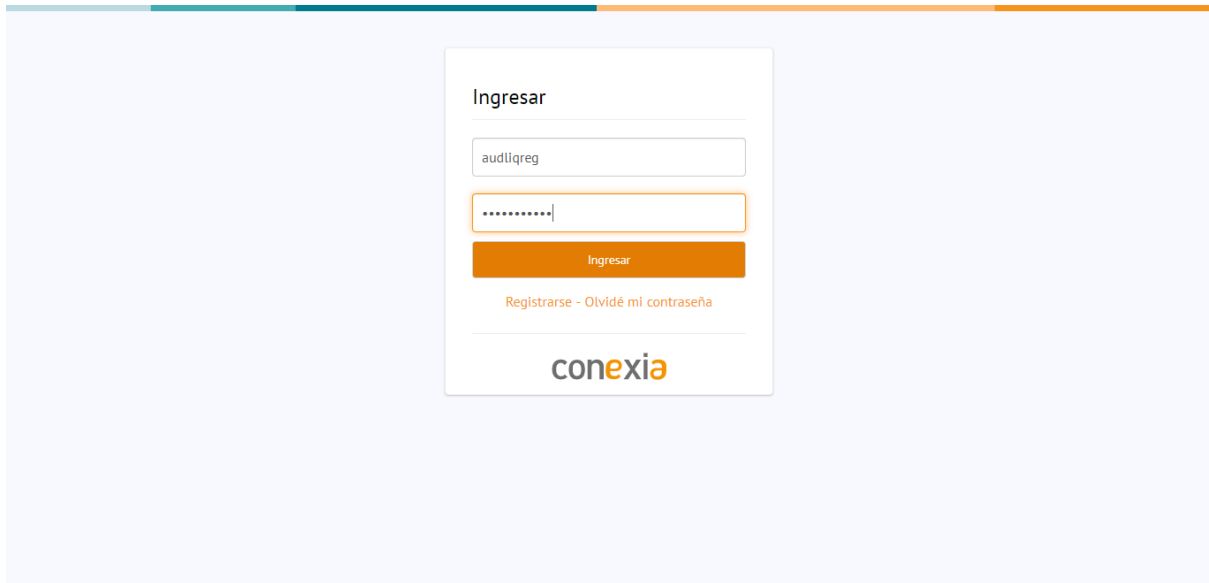 Ingresar
audliqreg
•••••••••••
Ingresar
Registrarse - Olvidé mi contraseña
conexia